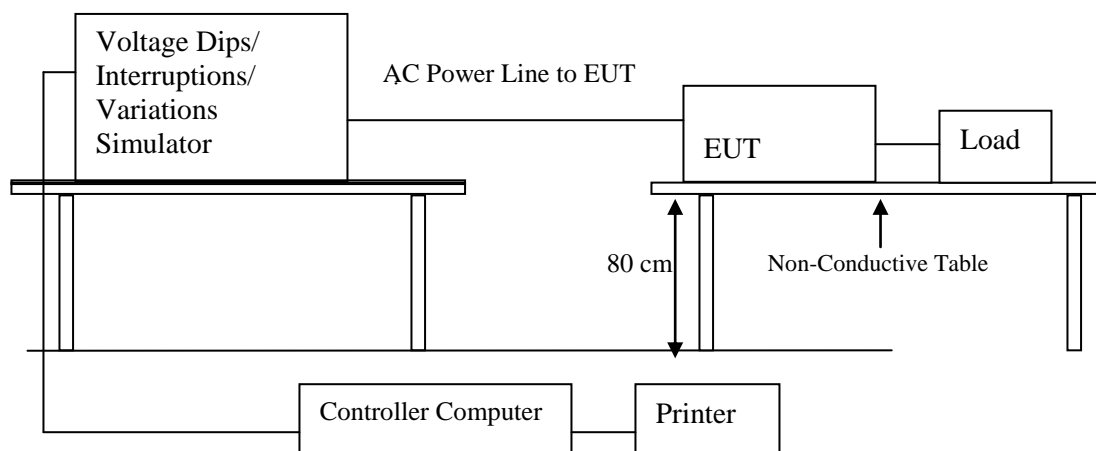 Voltage Dips/
Interruptions/
Variations
Simulator
AC Power Line to EUT
EUT
Load
80 cm
Non-Conductive Table
Controller Computer
Printer